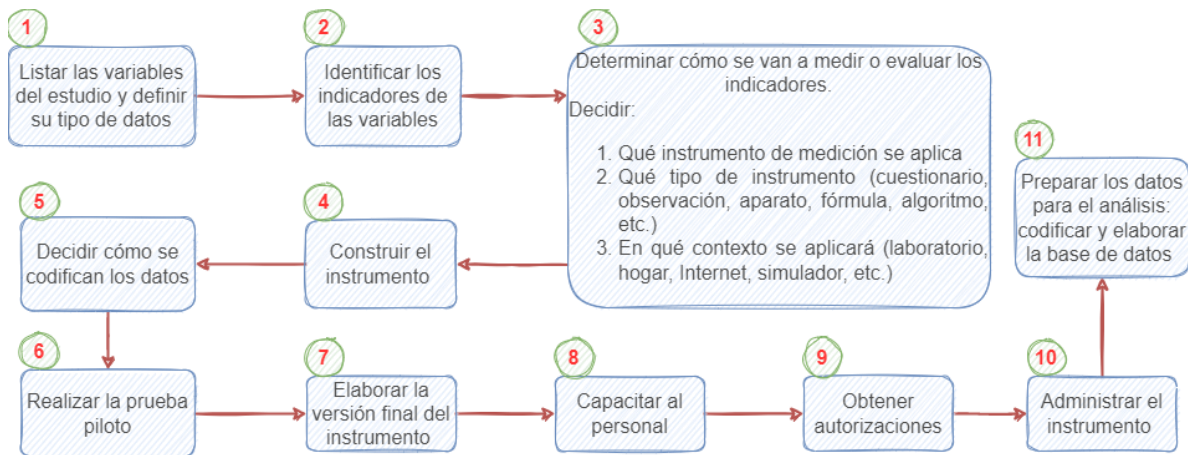 1
Listar las variables
del estudio y definir
su tipo de datos
2
Identificar los
indicadores de
las variables
3
Determinar cómo se van a medir o evaluar los
indicadores.
Decidir:
1. Qué instrumento de medición se aplica
2. Qué tipo de instrumento (cuestionario,
observación, aparato, fórmula, algoritmo,
etc.)
3. En qué contexto se aplicará (laboratorio,
hogar, Internet, simulador, etc.)
4
Construir el
instrumento
5
Decidir cómo se
codifican los datos
6
Realizar la prueba
piloto
7
Elaborar la
versión final del
instrumento
8
Capacitar al
personal
9
Obtener
autorizaciones
10
Administrar el
instrumento
11
Preparar los datos
para el análisis:
codificar y elaborar
la base de datos